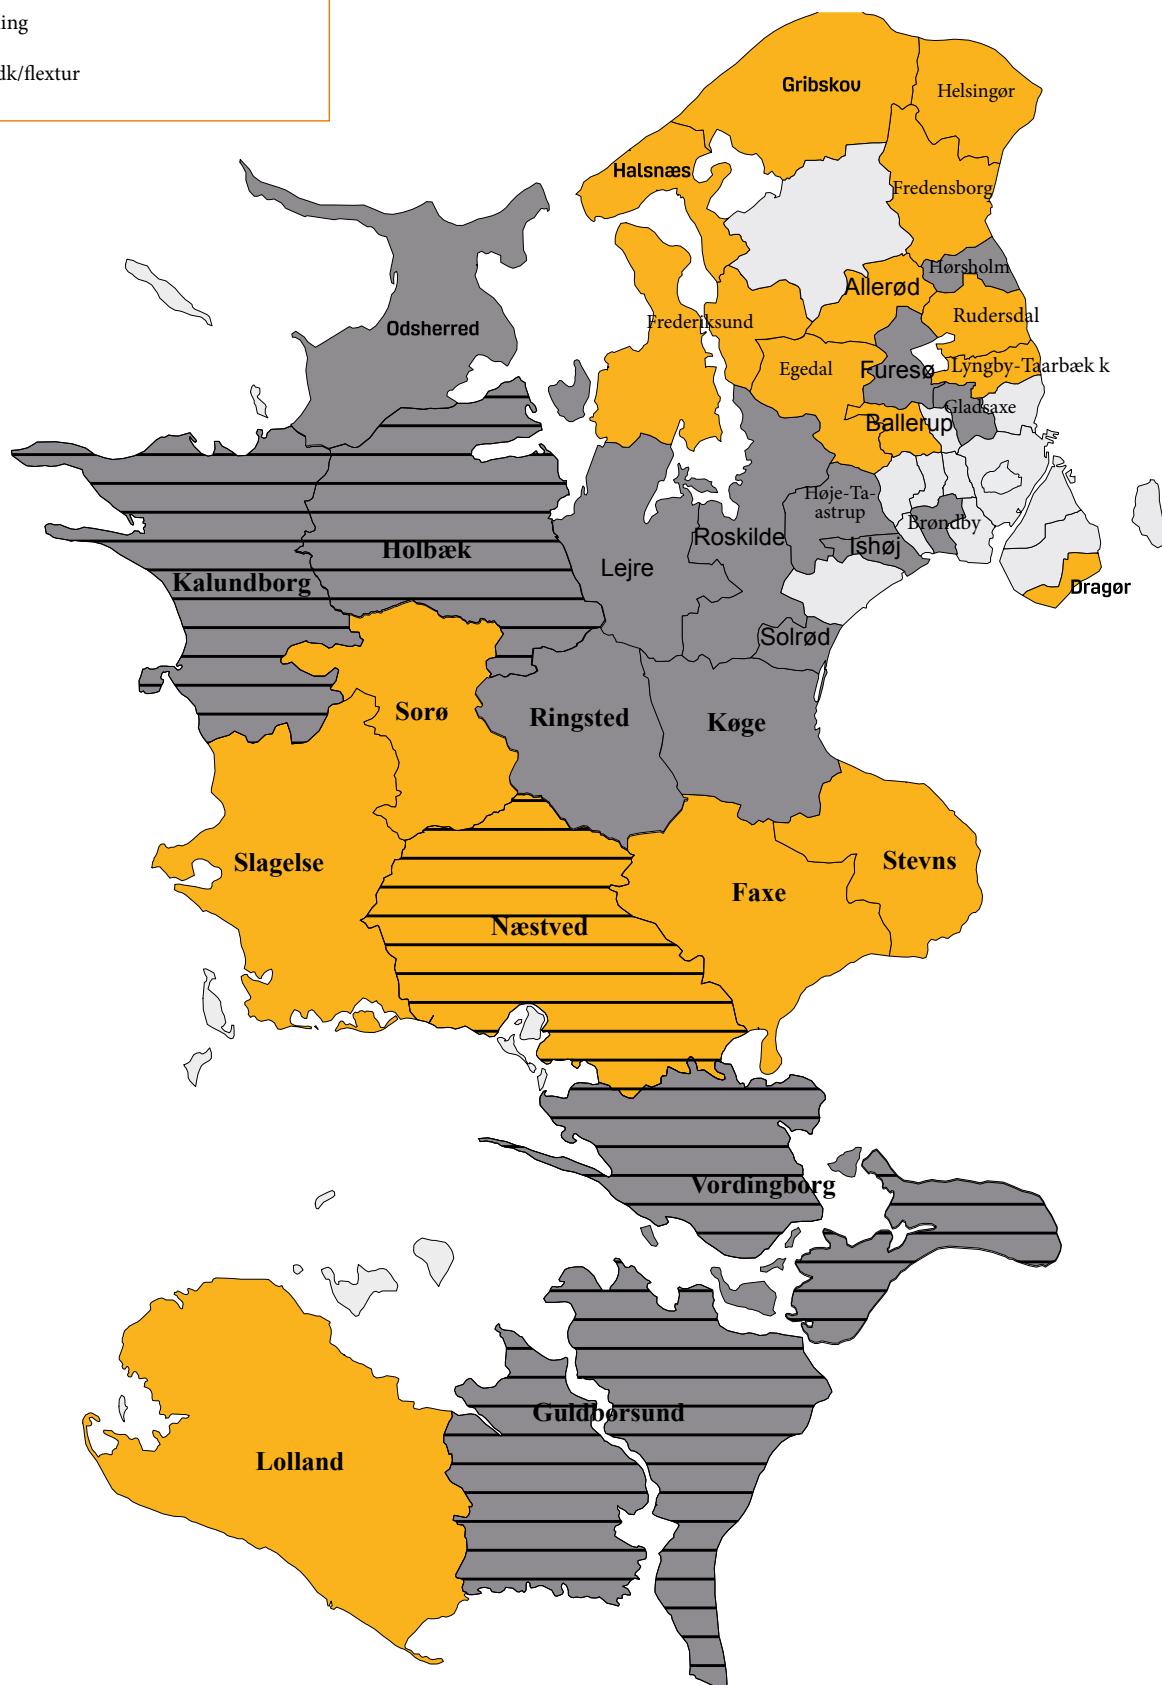 ing
dk/flextur
Gribskov
Helsingør
Halsnæs
Fredensborg
Hørsholm
Allerød
Rudersdal
Frederiksund
Odsherred
Egedal
Furesø
Lyngby-Taarbæk k
Gladsaxe
Ballerup
Høje-Ta-
astrup
Brøndby
Roskilde
Ishøj
Holbæk
Lejre
Kalundborg
Dragør
Solrød
Sorø
Ringsted
Køge
Slagelse
Stevns
Faxe
Næstved
Vordingborg
Guldborsund
Lolland